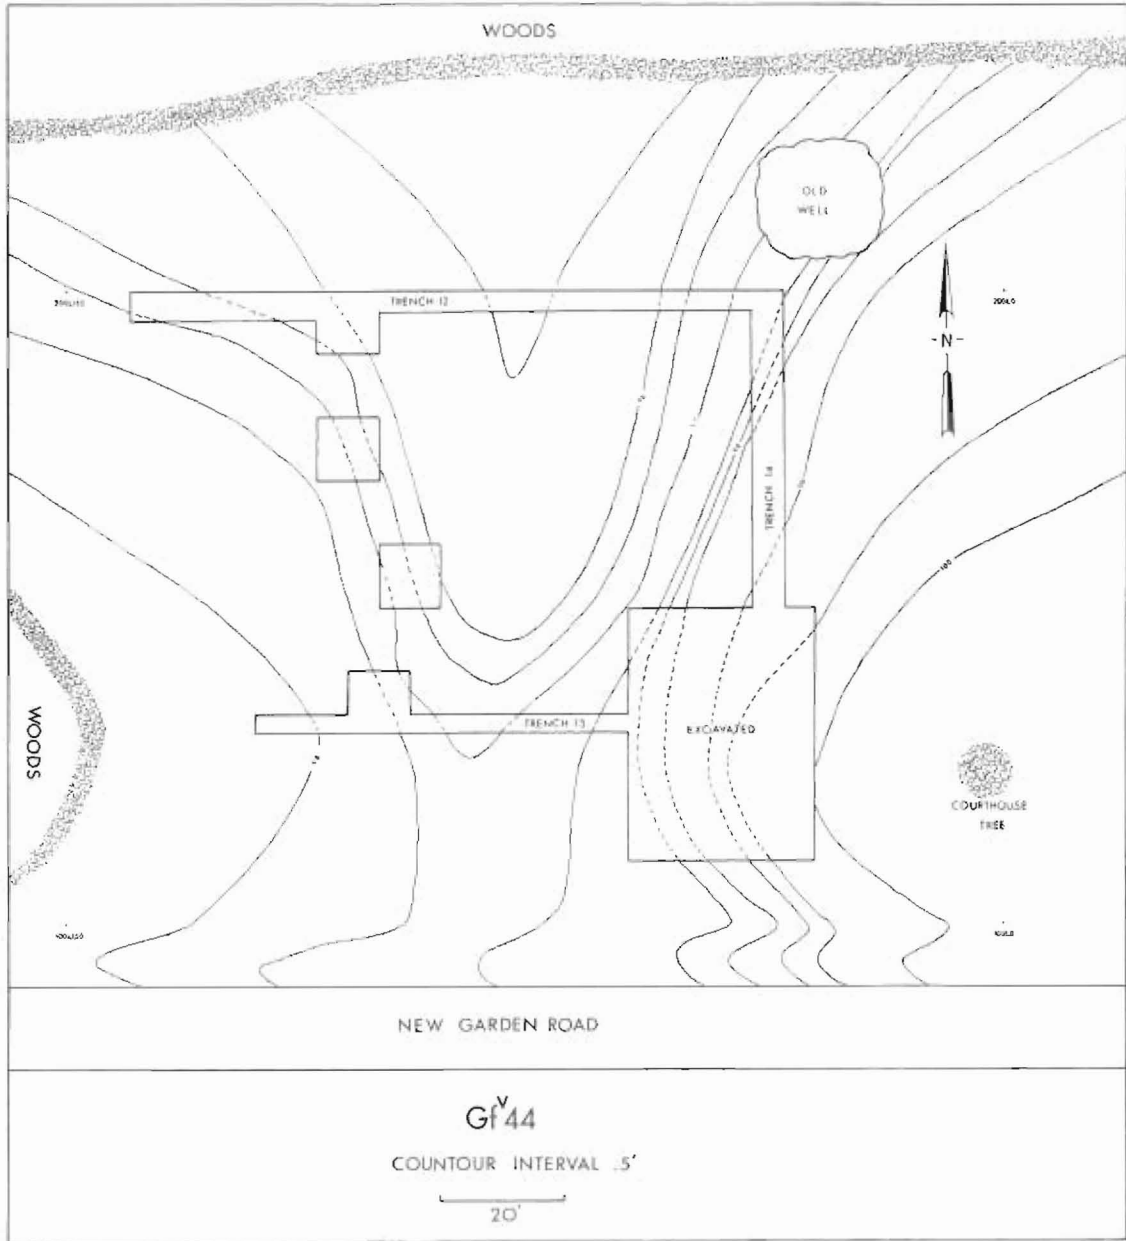 WOODS
OLD
WELL
TRENCH 12
-N-
TRENCH 14
100
TRENCH 13
EXCAVATED
WOODS
COURTHOUSE
TREE
NEW GARDEN ROAD
Gfᵛ44
COUNTOUR INTERVAL .5'
20'